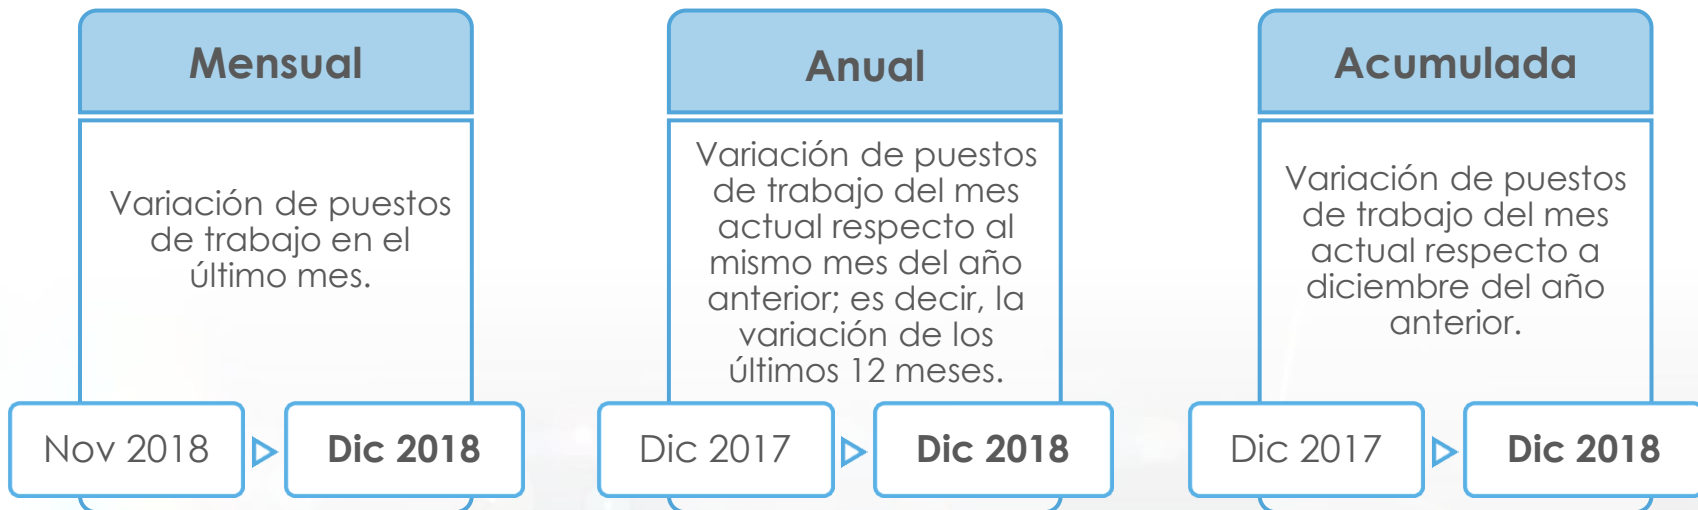 Mensual
Variación de puestos
de trabajo en el
último mes.
Nov 2018
Dic 2018
Anual
Variación de puestos
de trabajo del mes
actual respecto al
mismo mes del año
anterior; es decir, la
variación de los
últimos 12 meses.
Dic 2017
Dic 2018
Acumulada
Variación de puestos
de trabajo del mes
actual respecto a
diciembre del año
anterior.
Dic 2017
Dic 2018